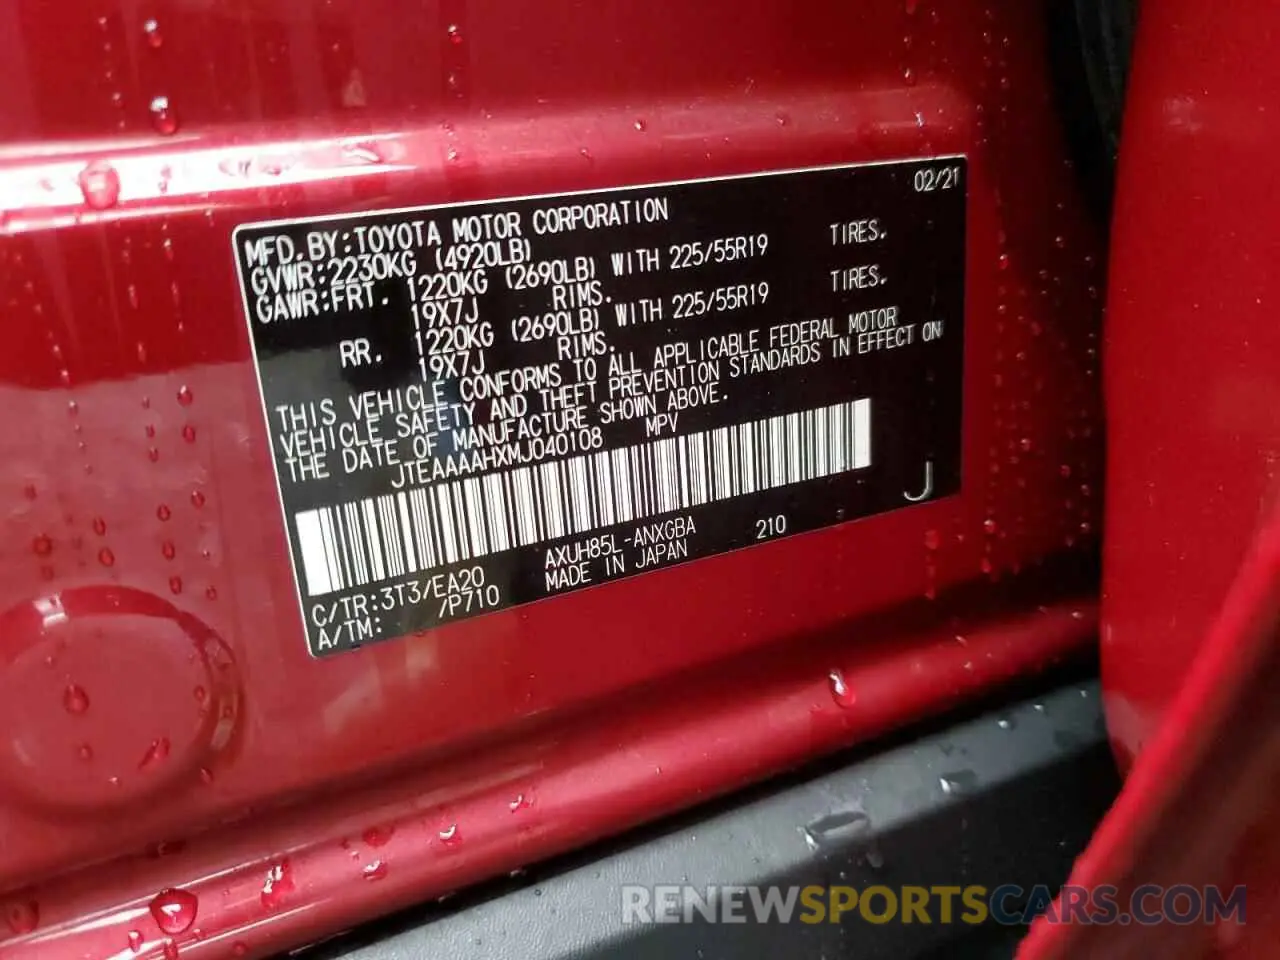 02/21
MFD.BY:TOYOTA MOTOR CORPORATION
GVWR:2230KG (4920LB)
GAWR:FRT. 1220KG (2690LB) WITH 225/55R19 TIRES.
19X7J RIMS.
RR. 1220KG (2690LB) WITH 225/55R19 TIRES.
19X7J RIMS.
THIS VEHICLE CONFORMS TO ALL APPLICABLE FEDERAL MOTOR
VEHICLE SAFETY AND THEFT PREVENTION STANDARDS IN EFFECT ON
THE DATE OF MANUFACTURE SHOWN ABOVE.
JTEAAAAHXMJ040108 MPV
J
C/TR:3T3/EA20 AXUH85L-ANXGBA 210
A/TM: /P710 MADE IN JAPAN
RENEWSPORTSCARS.COM